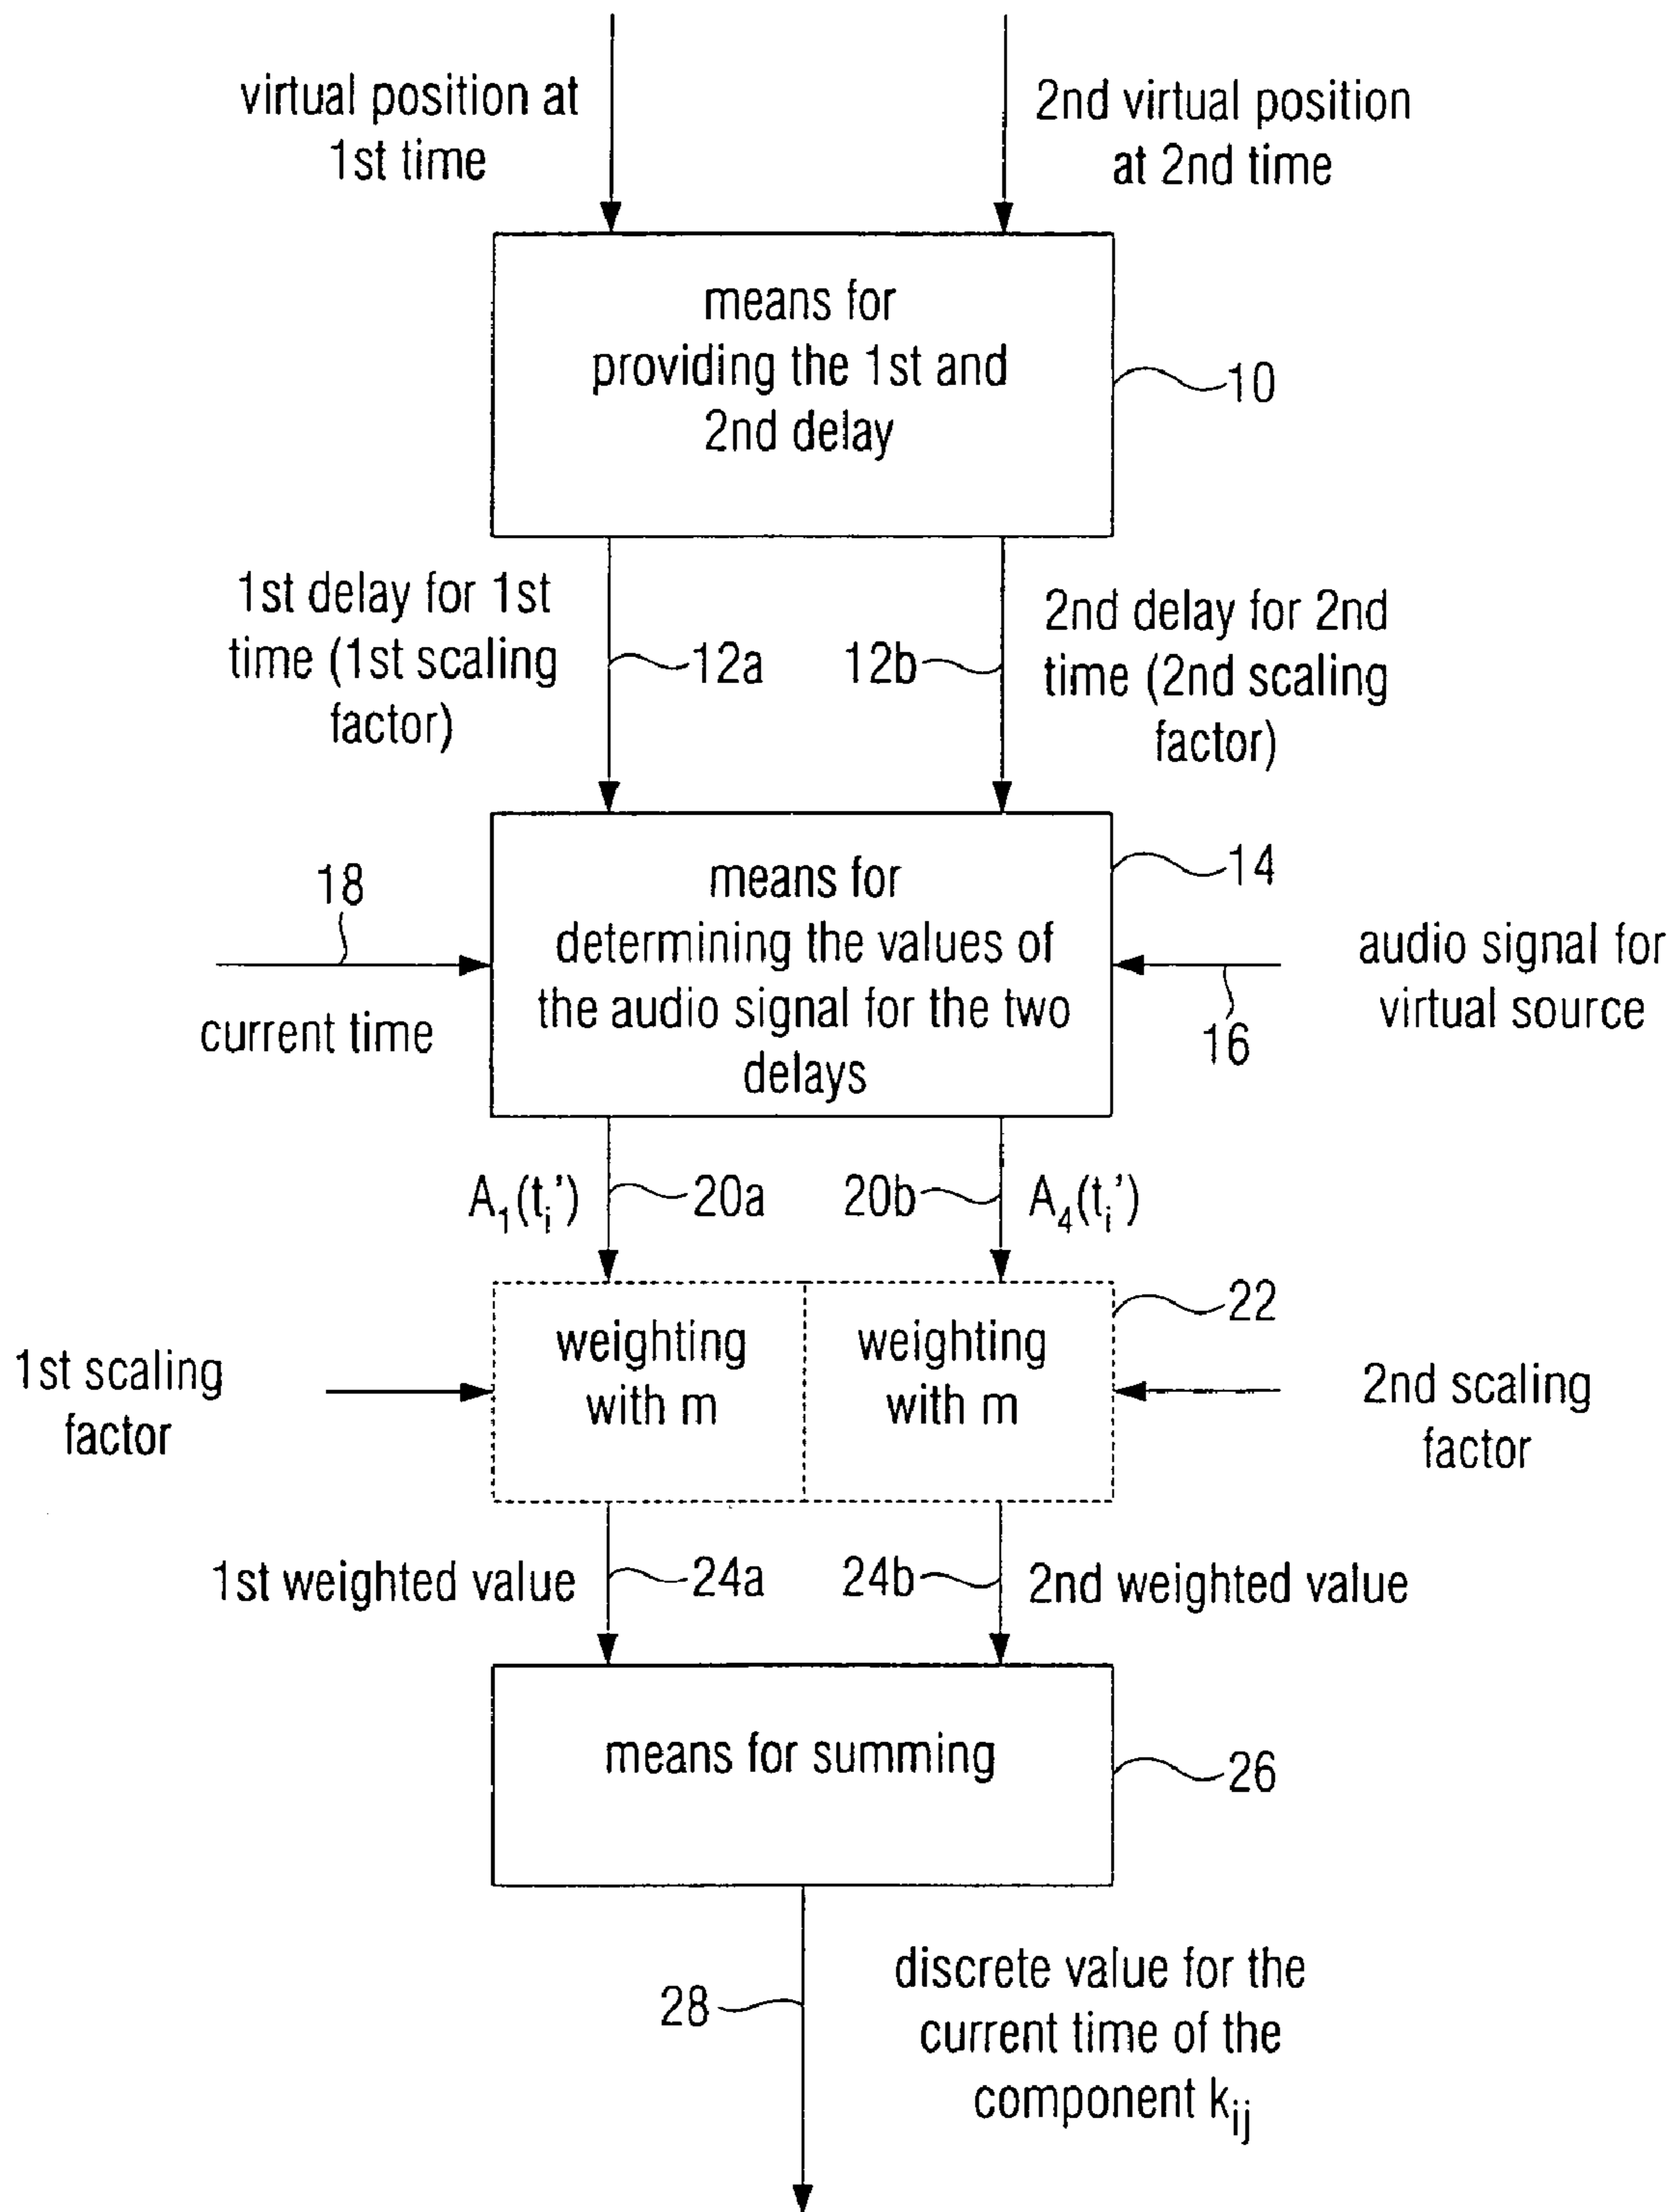 virtual position at
1st time
2nd virtual position
at 2nd time
means for
providing the 1st and
2nd delay
10
1st delay for 1st
time (1st scaling
factor)
12a
12b
2nd delay for 2nd
time (2nd scaling
factor)
18
current time
means for
determining the values of
the audio signal for the two
delays
14
audio signal for
virtual source
16
A₁(tᵢ’)
20a
20b
A₄(tᵢ’)
1st scaling
factor
weighting
with m
weighting
with m
22
2nd scaling
factor
1st weighted value
24a
24b
2nd weighted value
means for summing
26
28
discrete value for the
current time of the
component kᵢⱼ